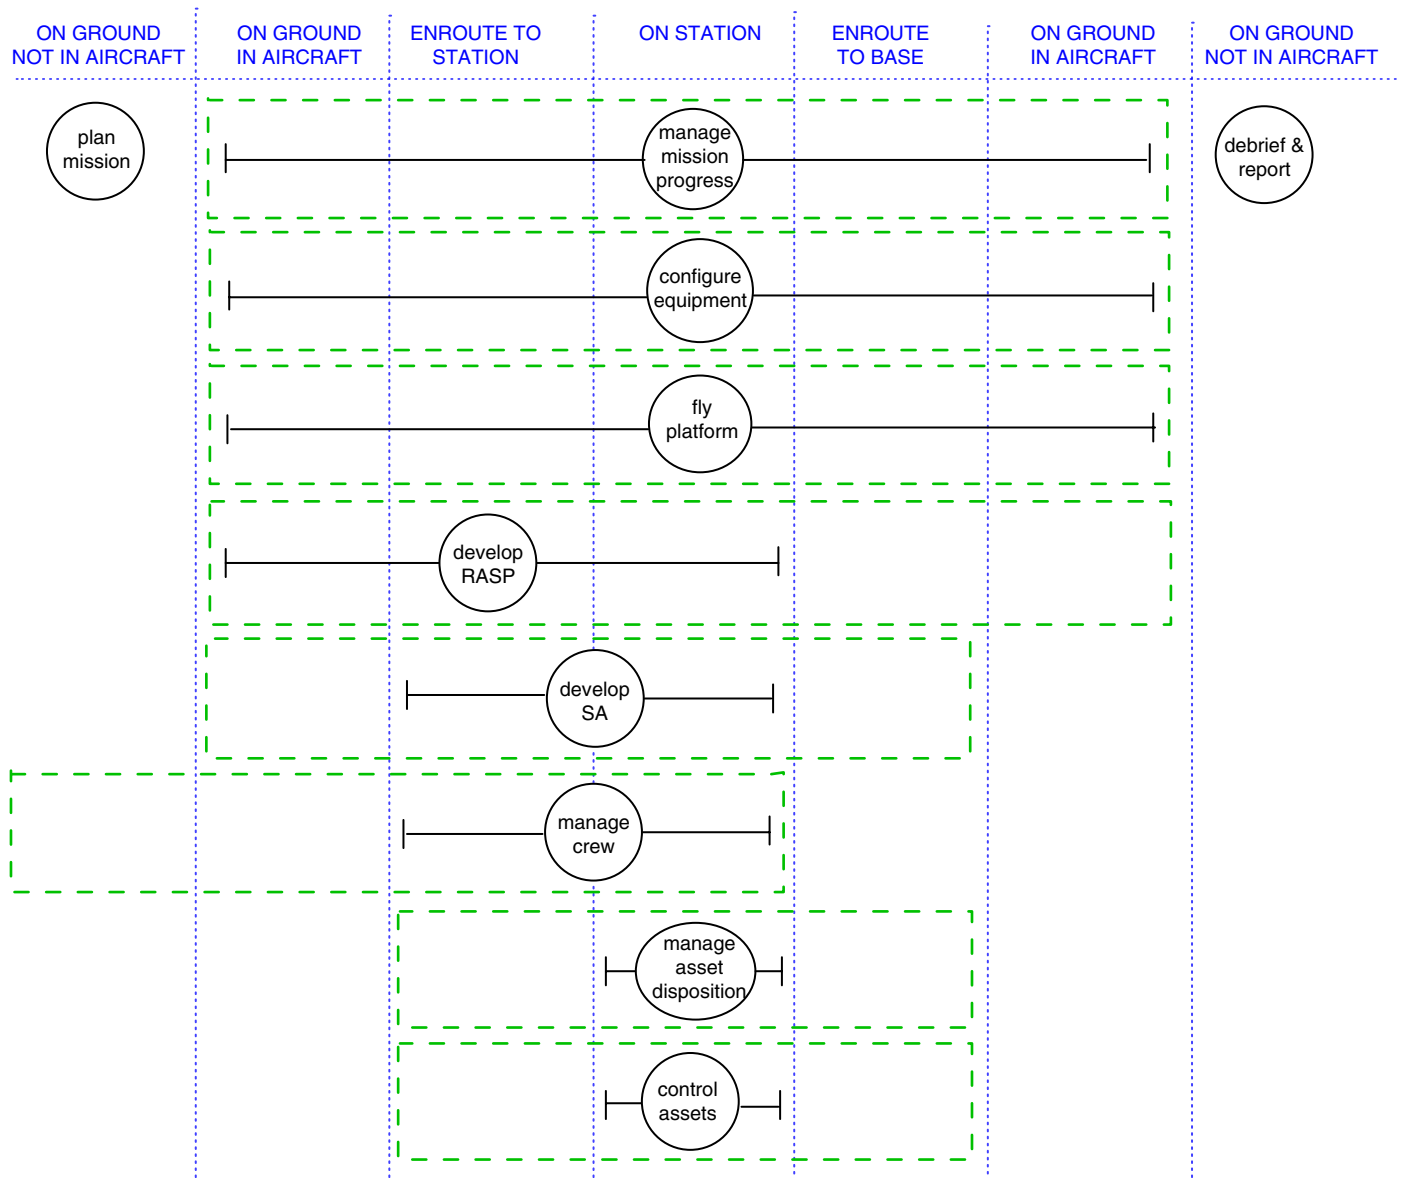 ON GROUND
NOT IN AIRCRAFT
ON GROUND
IN AIRCRAFT
ENROUTE TO
STATION
ON STATION
ENROUTE
TO BASE
ON GROUND
IN AIRCRAFT
ON GROUND
NOT IN AIRCRAFT
plan
mission
manage
mission
progress
debrief &
report
configure
equipment
fly
platform
develop
RASP
develop
SA
manage
crew
manage
asset
disposition
control
assets